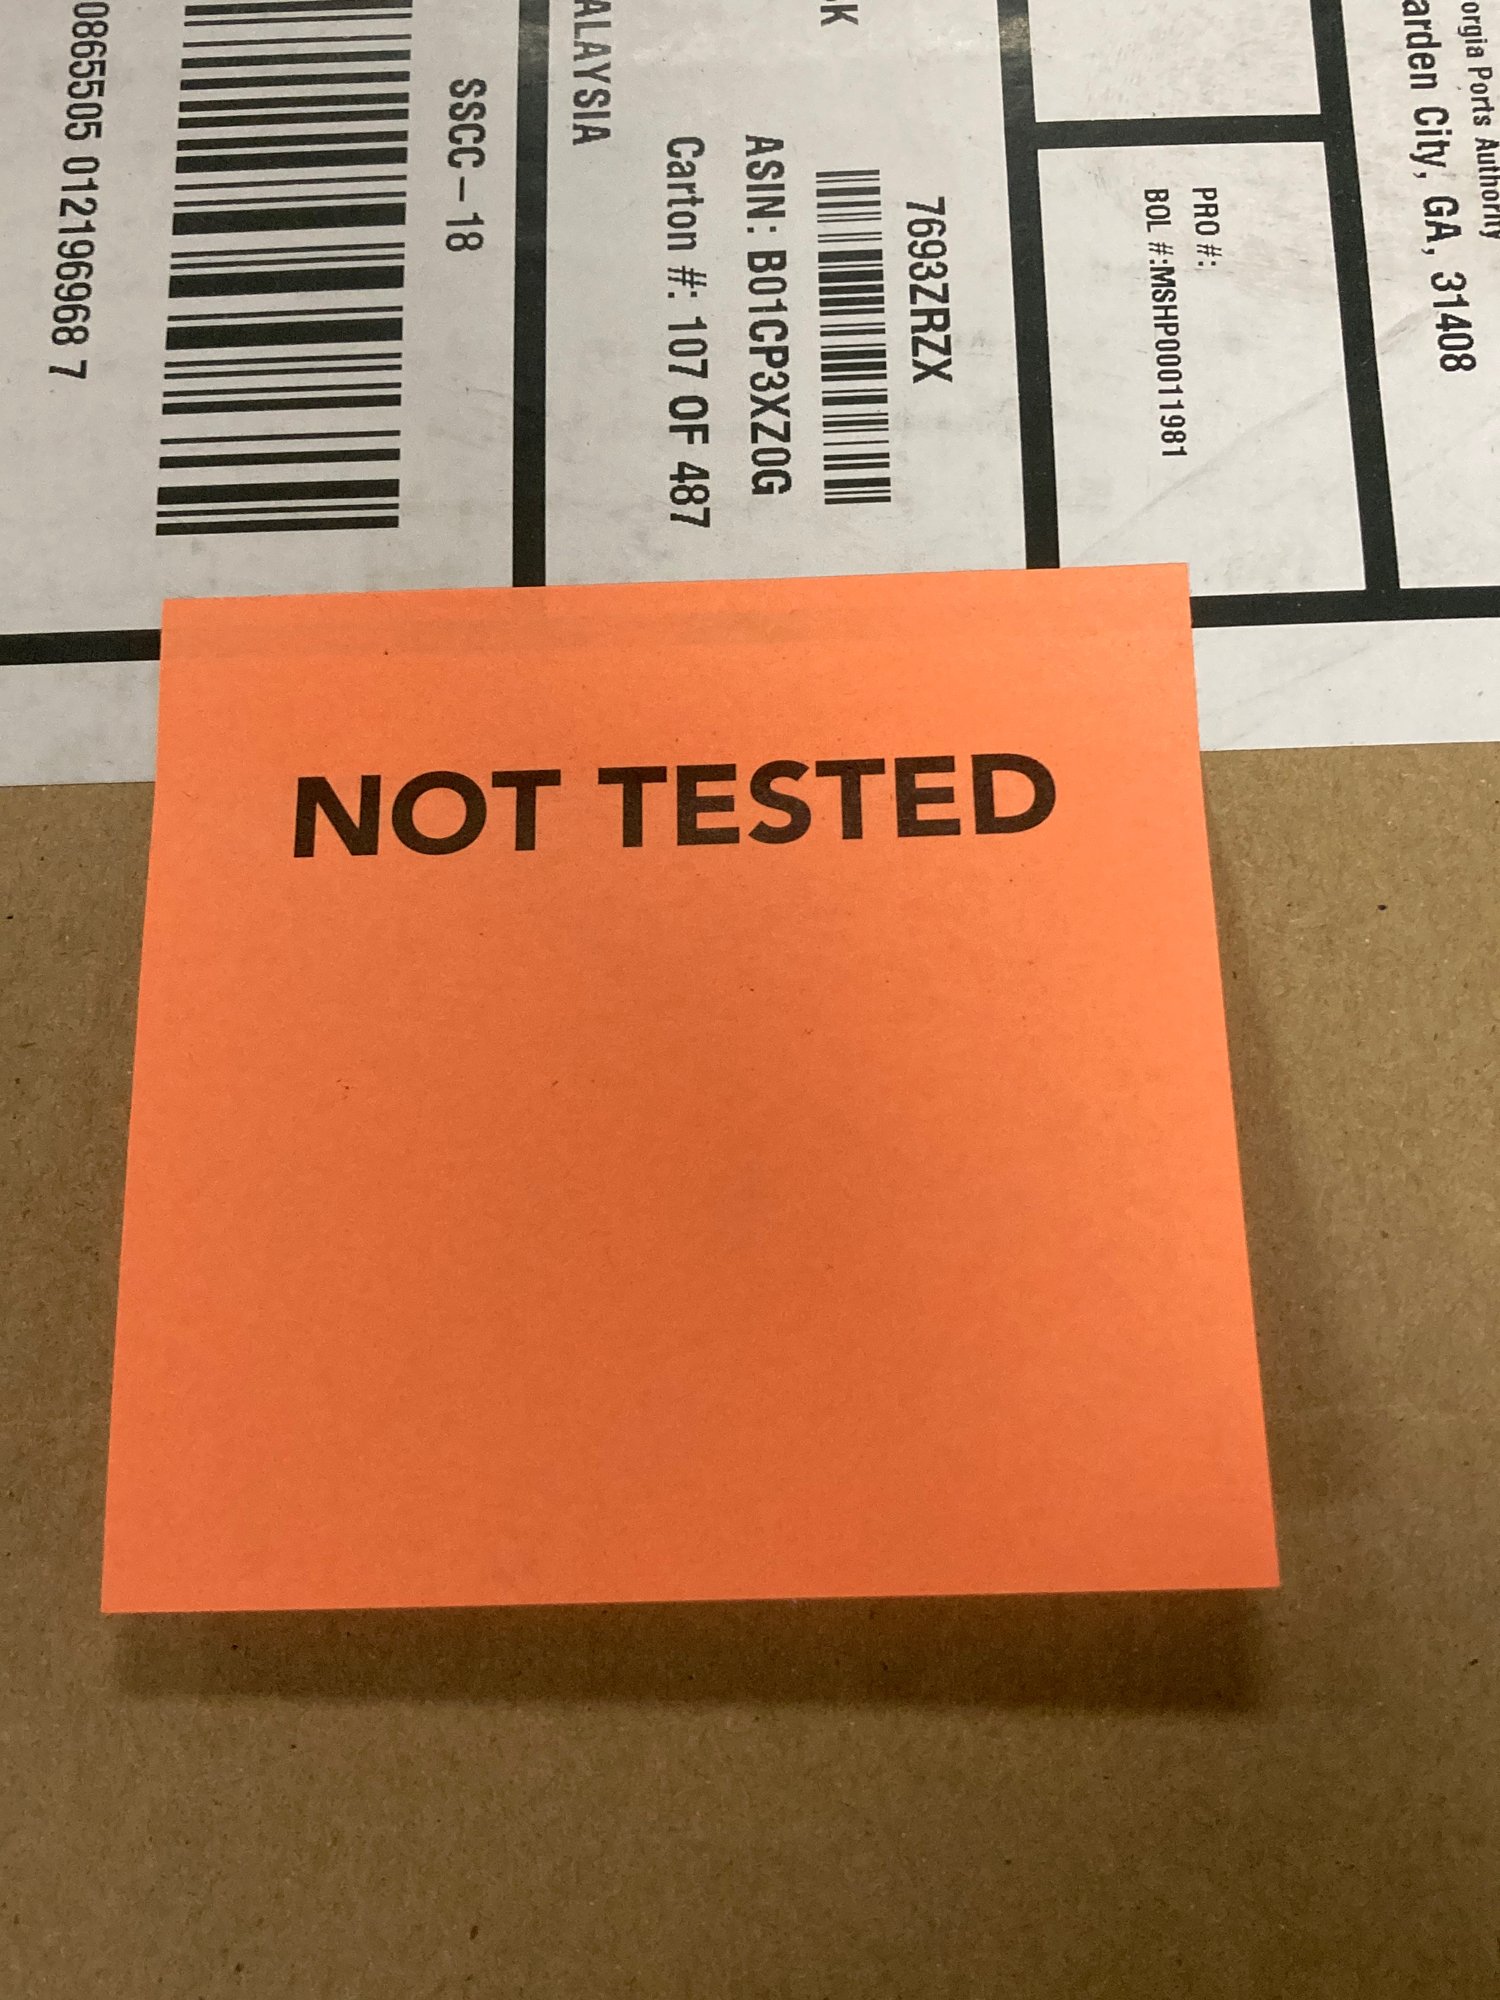 orgia Ports Authority
arden City, GA, 31408
PRO #:
BOL #:MSHP00011981
7693ZRZX
ASIN: B01CP3XZ0G
Carton #: 107 OF 487
ALAYSIA
SSCC-18
0865505 012196968 7
NOT TESTED